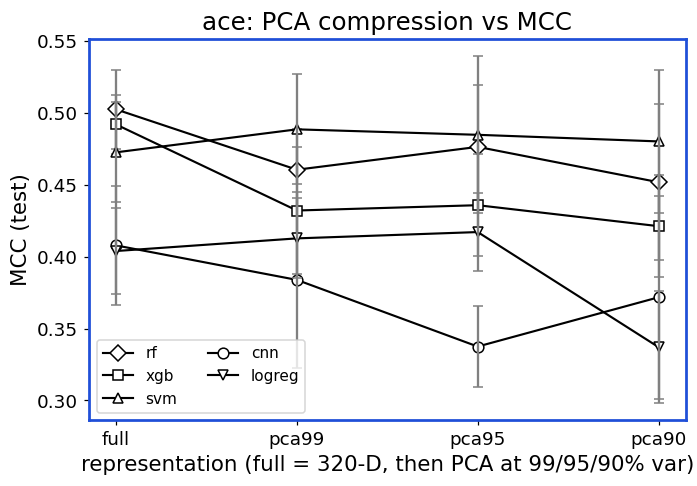 ace: PCA compression vs MCC
MCC (test)
0.55
0.50
0.45
0.40
0.35
0.30
rf
xgb
svm
cnn
logreg
full pca99 pca95 pca90
representation (full = 320-D, then PCA at 99/95/90% var)